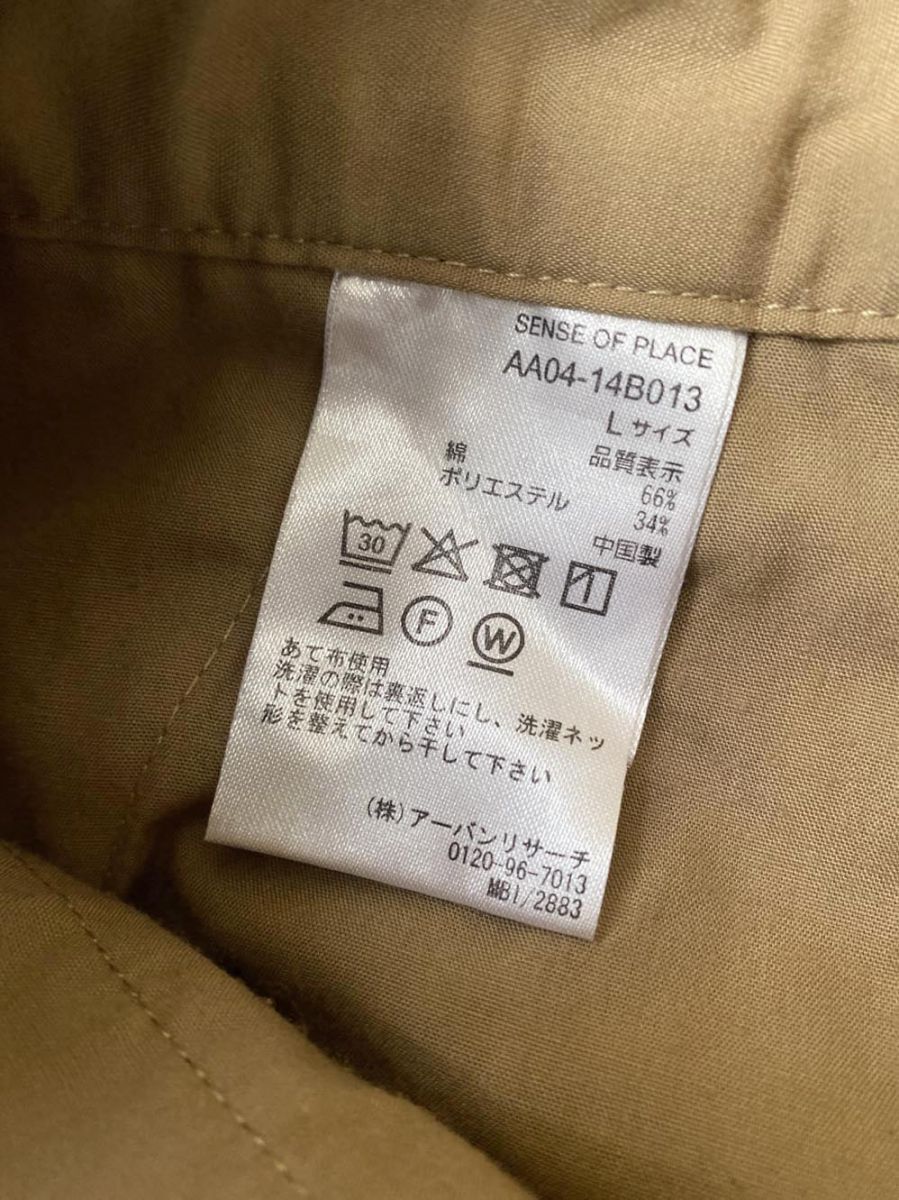 SENSE OF PLACE
AA04-14B013
L サイズ
品質表示
綿 66%
ポリエステル 34%
中国製
30
F W
あて布使用
洗濯の際は裏返しにし、洗濯ネッ
トを使用して下さい
形を整えてから干して下さい
(株)アーバンリサーチ
0120-96-7013
MBI/2883